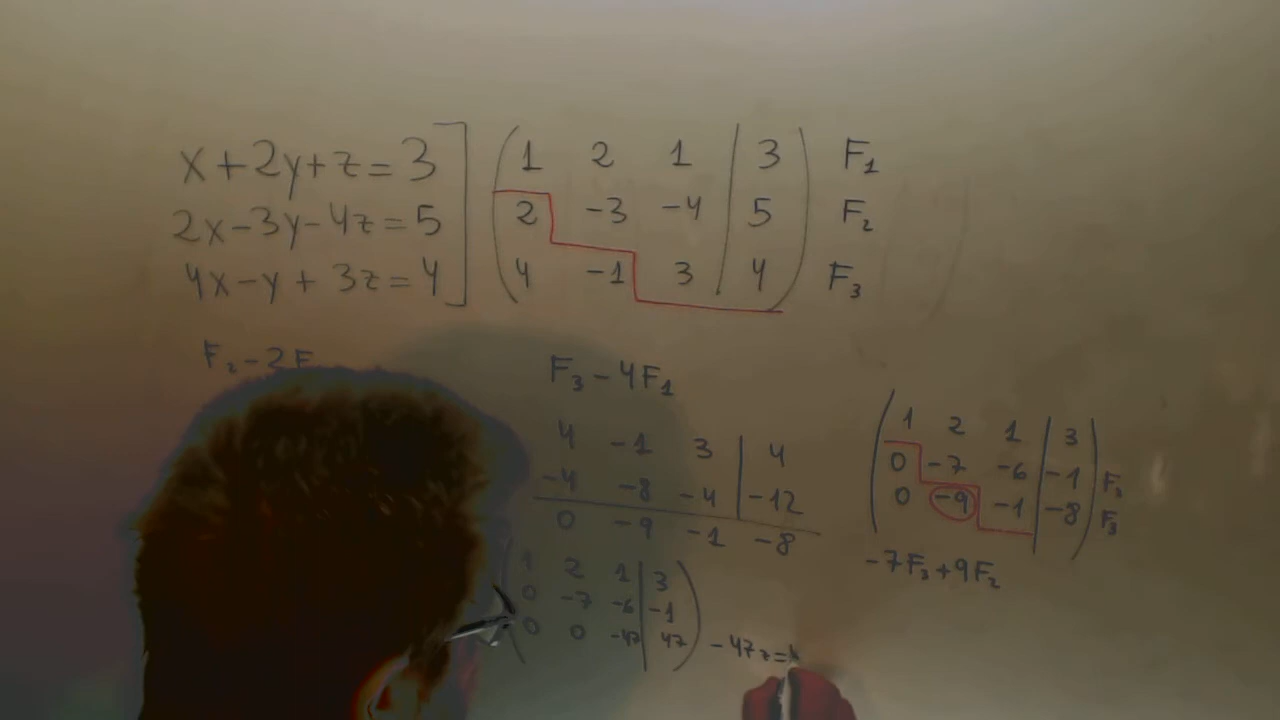 x+2y+z=3
2x-3y-4z=5
4x-y+3z=4
1 2 1 | 3 F₁
2 -3 -4 | 5 F₂
4 -1 3 | 4 F₃
F₂-2F
F₃-4F₁
4 -1 3 | 4
-4 -8 -4 | -12
0 -9 -1 -8
1 2 1 | 3
0 -7 -6 | -1 F₂
0 -9 -1 | -8 F₃
-7F₃+9F₂
1 2 1 | 3
0 -7 -6 | -1
0 0 -47 | 47
-47z=